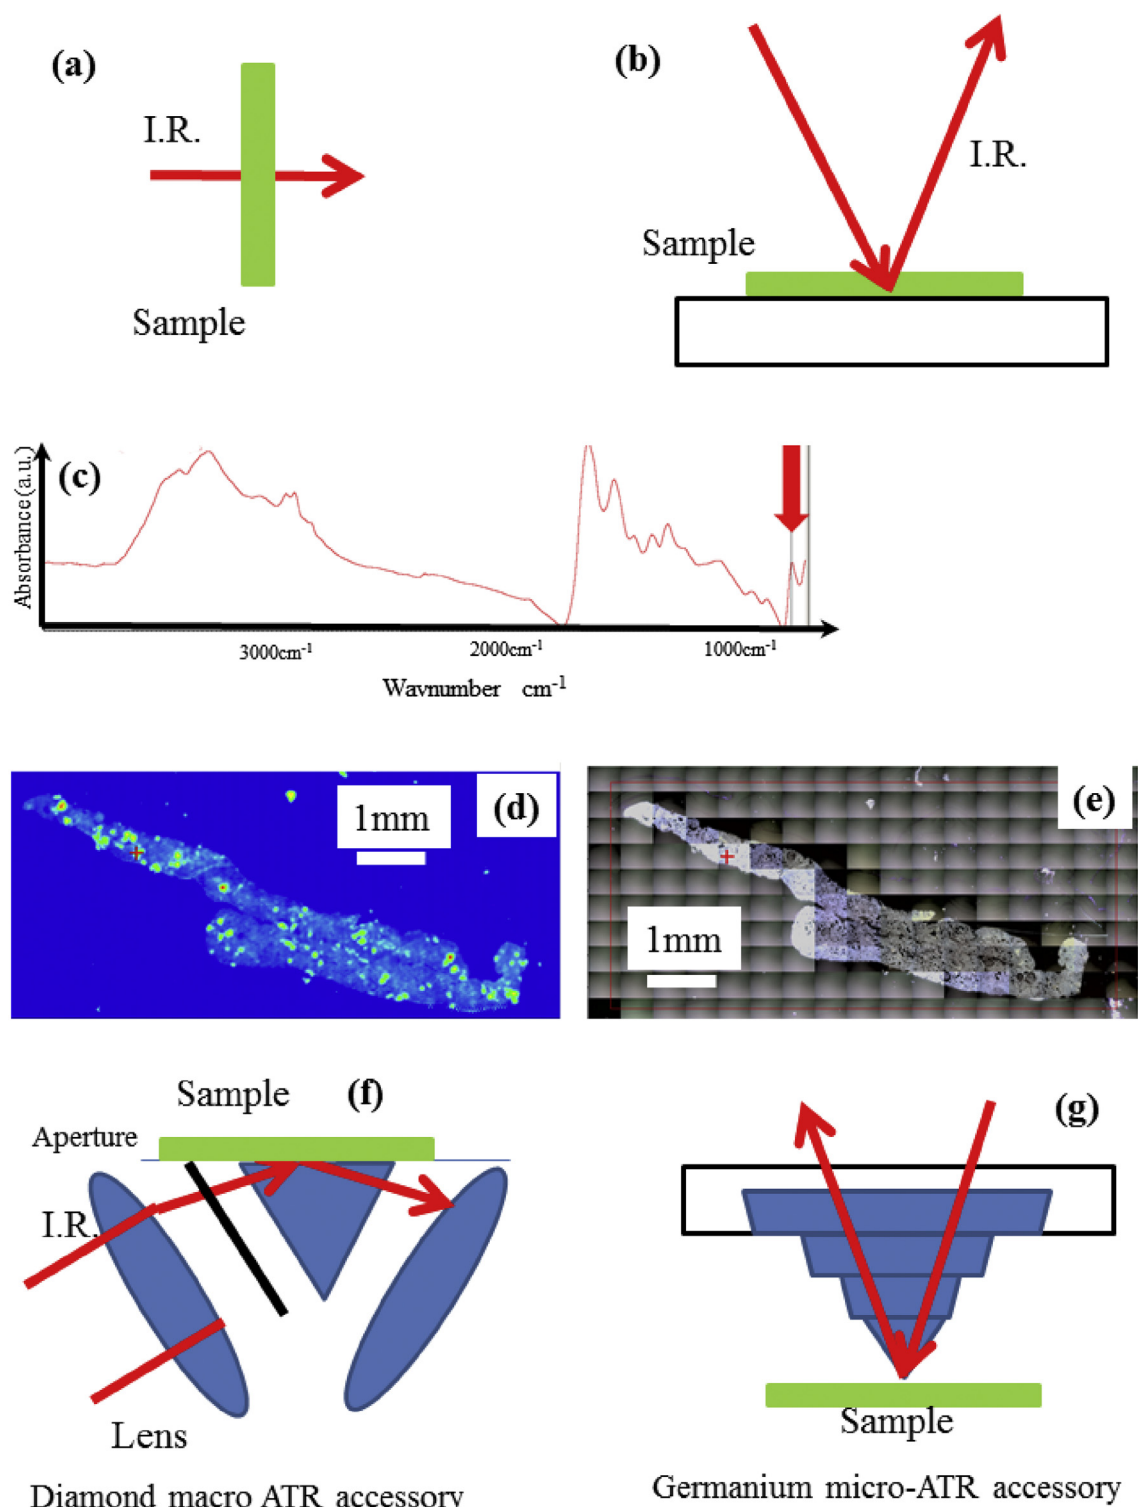 (a)
I.R.
Sample
(b)
I.R.
Sample
(c)
Absorbance (a.u.)
3000cm-1
2000cm-1
1000cm-1
Wavnumber cm-1
(d)
1mm
(e)
1mm
Sample (f)
Aperture
I.R.
Lens
Diamond macro ATR accessory
(g)
Sample
Germanium micro-ATR accessory